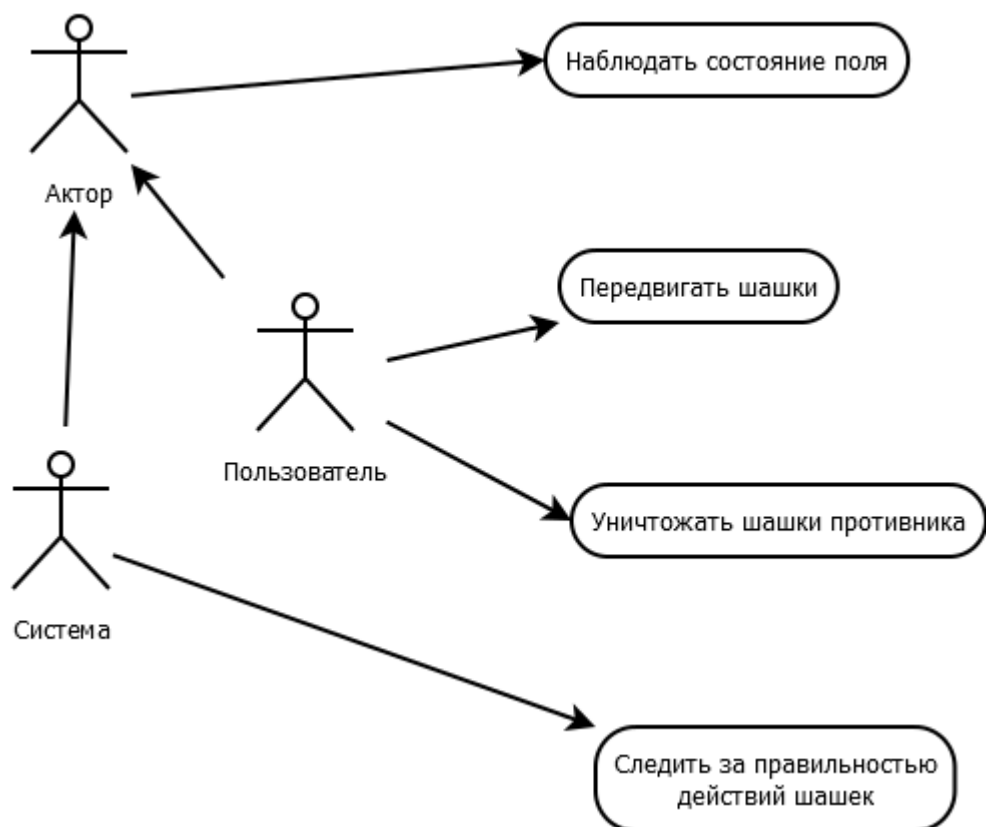 Наблюдать состояние поля
Актор
Передвигать шашки
Пользователь
Уничтожать шашки противника
Система
Следить за правильностью
действий шашек